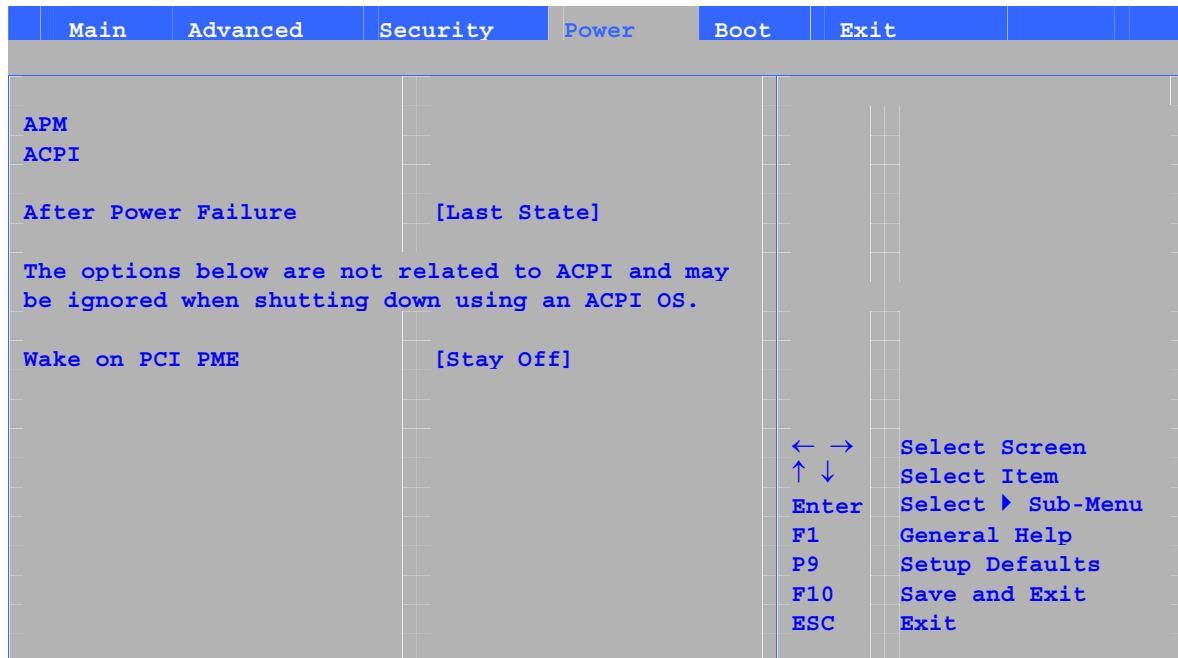 Main Advanced Security Power Boot Exit
APM
ACPI
After Power Failure [Last State]
The options below are not related to ACPI and may
be ignored when shutting down using an ACPI OS.
Wake on PCI PME [Stay Off]
← → Select Screen
↑ ↓ Select Item
Enter Select ▶ Sub-Menu
F1 General Help
P9 Setup Defaults
F10 Save and Exit
ESC Exit